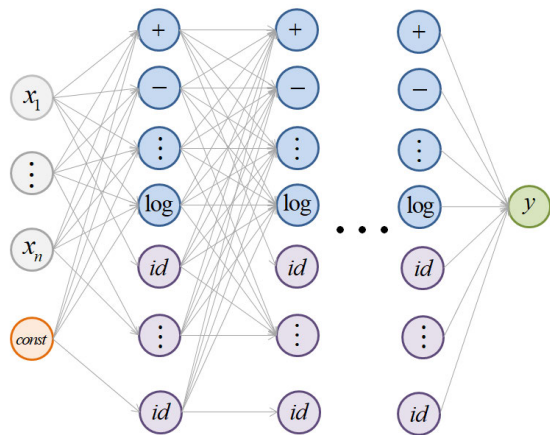 x₁
⋮
xₙ
const
+
−
⋮
log
id
⋮
id
+
−
⋮
log
id
⋮
id
• • •
+
−
⋮
log
id
⋮
id
y